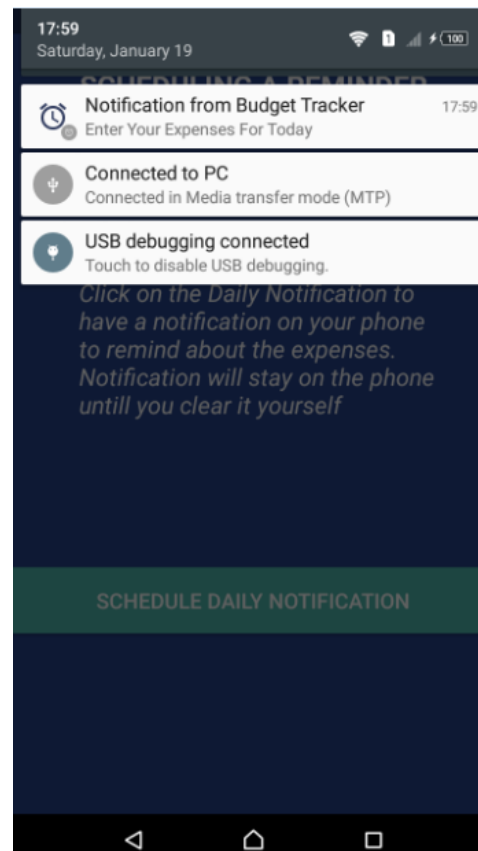 17:59
Saturday, January 19
1
100
SCHEDULING A REMINDER
Notification from Budget Tracker 17:59
Enter Your Expenses For Today
Connected to PC
Connected in Media transfer mode (MTP)
USB debugging connected
Touch to disable USB debugging.
Click on the Daily Notification to
have a notification on your phone
to remind about the expenses.
Notification will stay on the phone
untill you clear it yourself
SCHEDULE DAILY NOTIFICATION